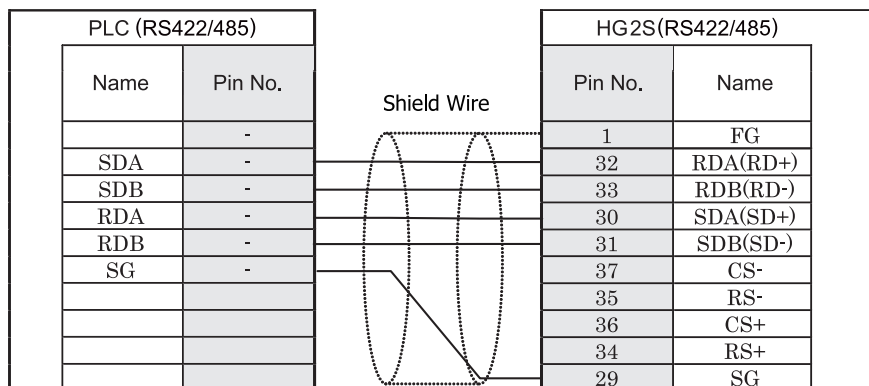 PLC (RS422/485) HG2S(RS422/485)
Name Pin No. Shield Wire Pin No. Name
- 1 FG
SDA - 32 RDA(RD+)
SDB - 33 RDB(RD-)
RDA - 30 SDA(SD+)
RDB - 31 SDB(SD-)
SG - 37 CS-
35 RS-
36 CS+
34 RS+
29 SG